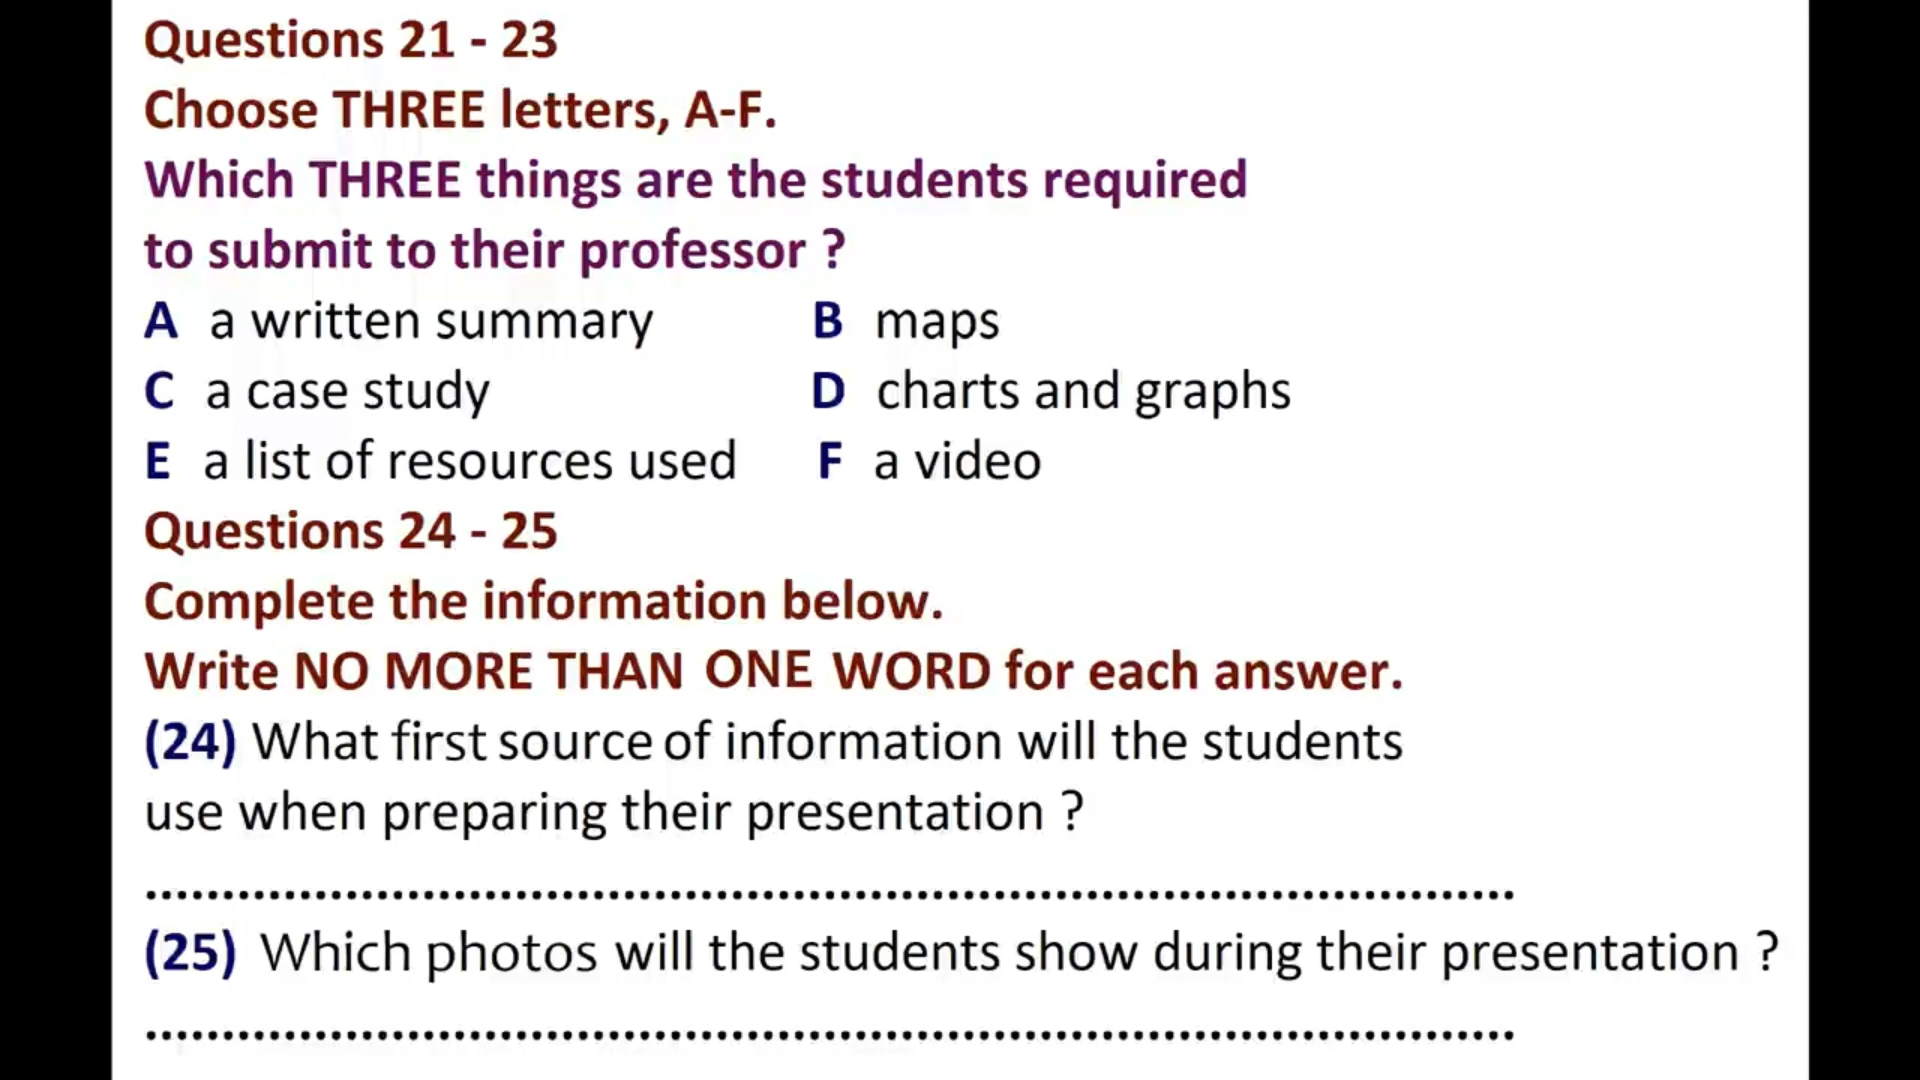 Questions 21 - 23
Choose THREE letters, A-F.
Which THREE things are the students required
to submit to their professor ?
A a written summary B maps
C a case study D charts and graphs
E a list of resources used F a video
Questions 24 - 25
Complete the information below.
Write NO MORE THAN ONE WORD for each answer.
(24) What first source of information will the students
use when preparing their presentation ?
..........................................................................................
(25) Which photos will the students show during their presentation ?
..........................................................................................